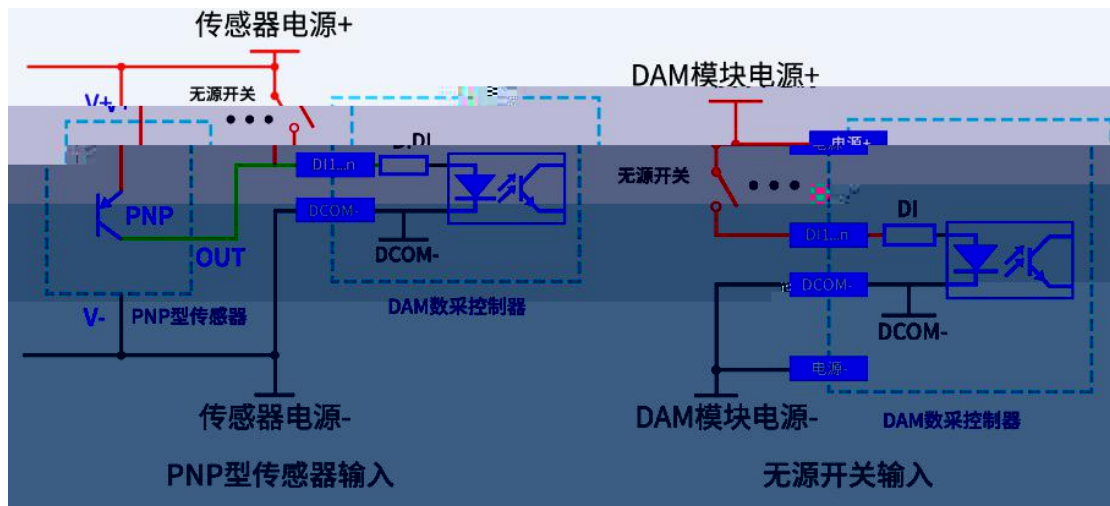 传感器电源+
V+
无源开关
DI
DI1...n
DCOM-
PNP
OUT
DCOM-
DAM数采控制器
V-
PNP型传感器
传感器电源-
PNP型传感器输入
DAM模块电源+
电源+
无源开关
DI
DI1...n
DCOM-
DCOM-
电源-
DAM模块电源-
DAM数采控制器
无源开关输入